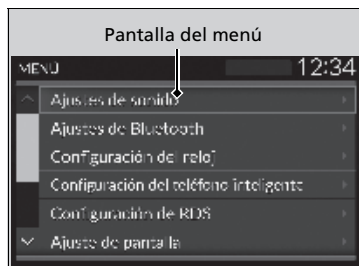 Pantalla del menú
MENÚ 12:34
Ajustes de sonido
Ajustes de Bluetooth
Configuración del reloj
Configuración del teléfono inteligente
Configuración de RDS
Ajuste de pantalla